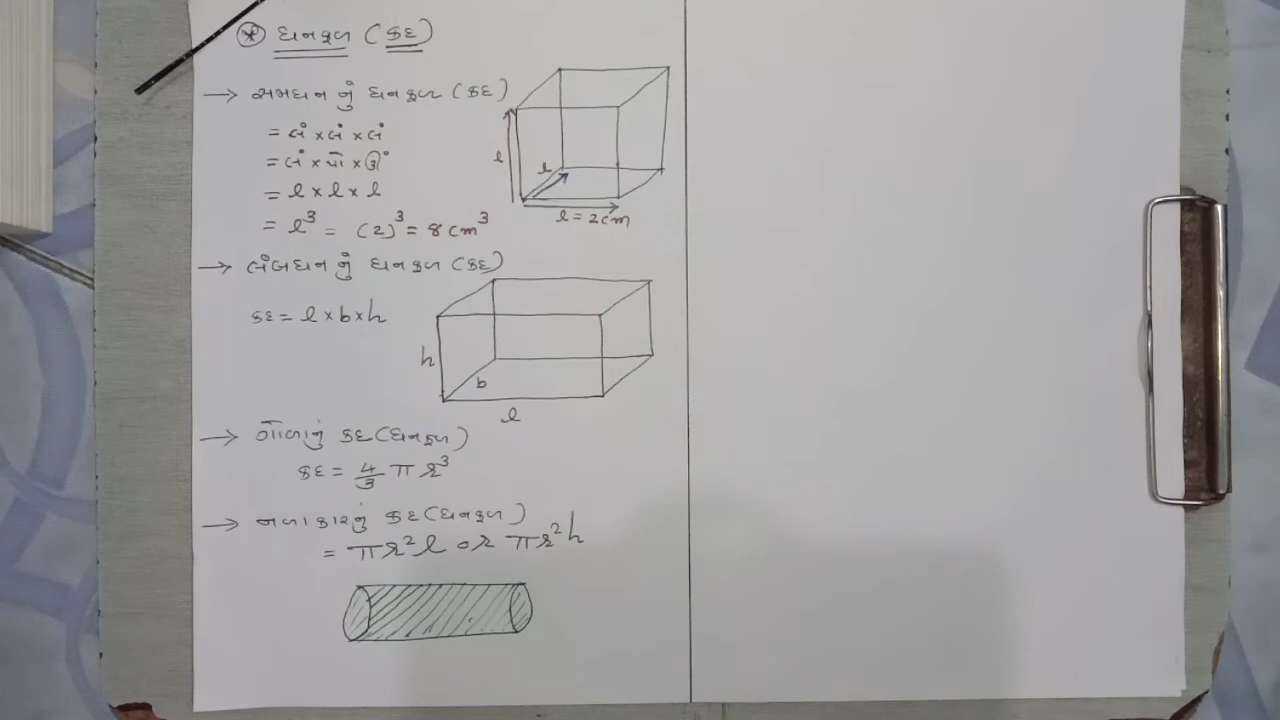 * ઘનફળ (કદ)
→ સમઘન નું ઘનફળ (કદ)
= લં × લં × લં
= લં × પો × ઊં
= l × l × l
= l³ = (2)³ = 8 cm³
l
l
l = 2cm
→ લંબઘન નું ઘનફળ (કદ)
કદ = l × b × h
h
b
l
→ ગોળાનું કદ (ઘનફળ)
કદ = 4/3 π r³
→ નળાકારનું કદ (ઘનફળ)
= πr²l or πr²h